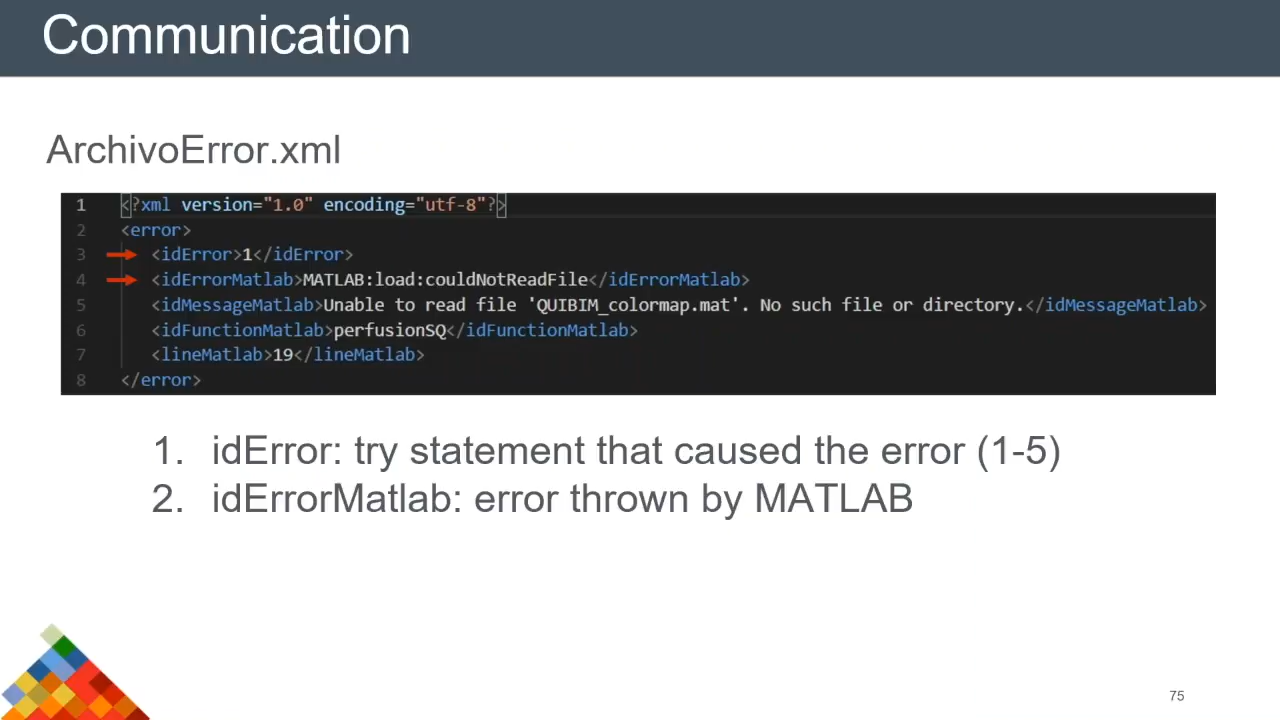 Communication
ArchivoError.xml
1 <?xml version="1.0" encoding="utf-8"?>
2 <error>
3 <idError>1</idError>
4 <idErrorMatlab>MATLAB:load:couldNotReadFile</idErrorMatlab>
5 <idMessageMatlab>Unable to read file 'QUIBIM_colormap.mat'. No such file or directory.</idMessageMatlab>
6 <idFunctionMatlab>perfusionSQ</idFunctionMatlab>
7 <lineMatlab>19</lineMatlab>
8 </error>
1. idError: try statement that caused the error (1-5)
2. idErrorMatlab: error thrown by MATLAB
75